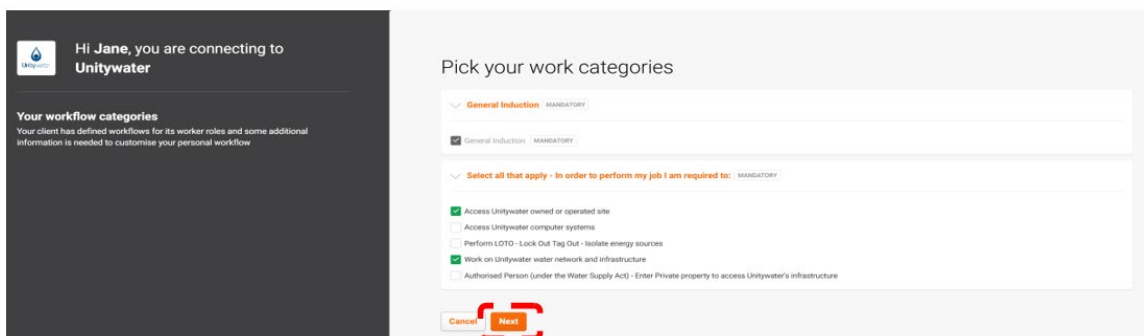 Hi Jane, you are connecting to
Unitywater
Unitywater
Your workflow categories
Your client has defined workflows for its worker roles and some additional
information is needed to customise your personal workflow
Pick your work categories
General Induction MANDATORY
General Induction MANDATORY
Select all that apply - In order to perform my job I am required to: MANDATORY
Access Unitywater owned or operated site
Access Unitywater computer systems
Perform LOTO - Lock Out Tag Out - Isolate energy sources
Work on Unitywater water network and infrastructure
Authorised Person (under the Water Supply Act) - Enter Private property to access Unitywater's infrastructure
Cancel Next